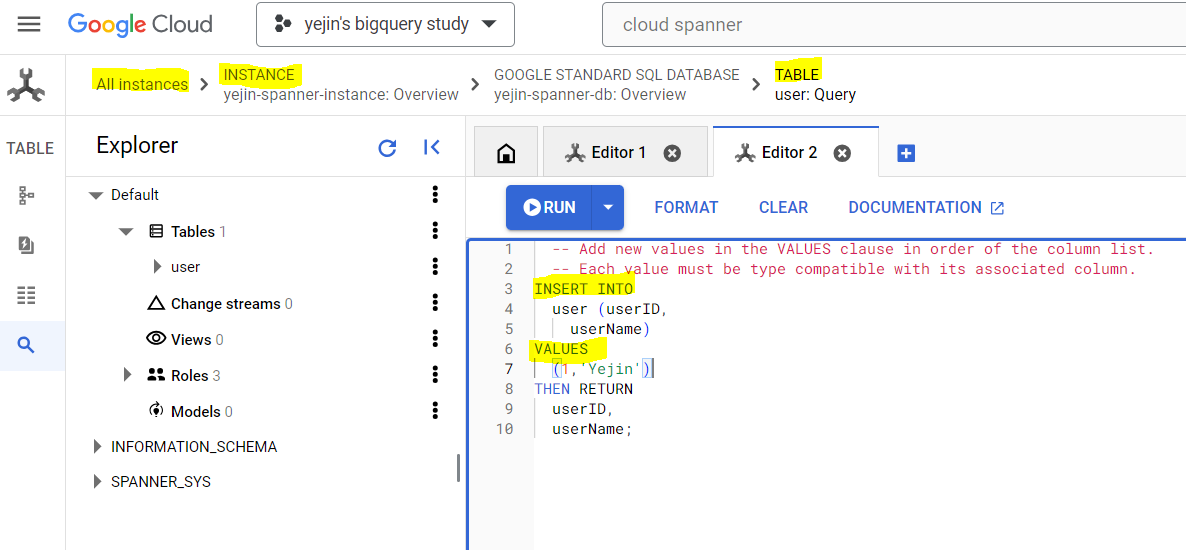 Google Cloud
yejin's bigquery study
cloud spanner
All instances
INSTANCE
yejin-spanner-instance: Overview
GOOGLE STANDARD SQL DATABASE
yejin-spanner-db: Overview
TABLE
user: Query
TABLE
Explorer
Default
Tables 1
user
Change streams 0
Views 0
Roles 3
Models 0
INFORMATION_SCHEMA
SPANNER_SYS
Editor 1
Editor 2
RUN
FORMAT
CLEAR
DOCUMENTATION
1 -- Add new values in the VALUES clause in order of the column list.
2 -- Each value must be type compatible with its associated column.
3 INSERT INTO
4 user (userID,
5 userName)
6 VALUES
7 (1,'Yejin')
8 THEN RETURN
9 userID,
10 userName;